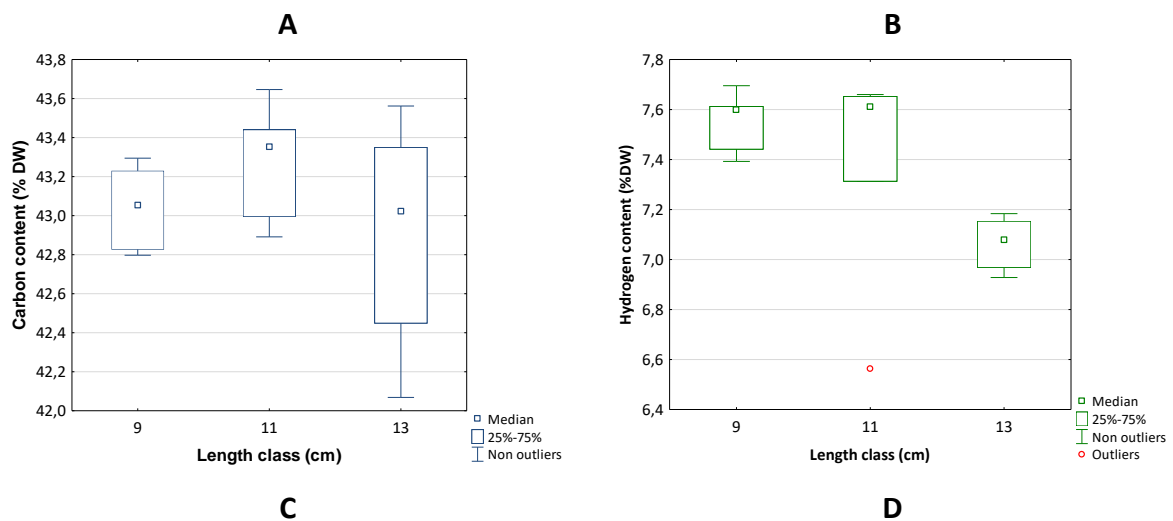 A
43,8
43,6
43,4
43,2
43,0
42,8
42,6
42,4
42,2
42,0
Carbon content (% DW)
9 11 13
Length class (cm)
Median
25%-75%
Non outliers
B
7,8
7,6
7,4
7,2
7,0
6,8
6,6
6,4
Hydrogen content (%DW)
9 11 13
Length class (cm)
Median
25%-75%
Non outliers
Outliers
C
D